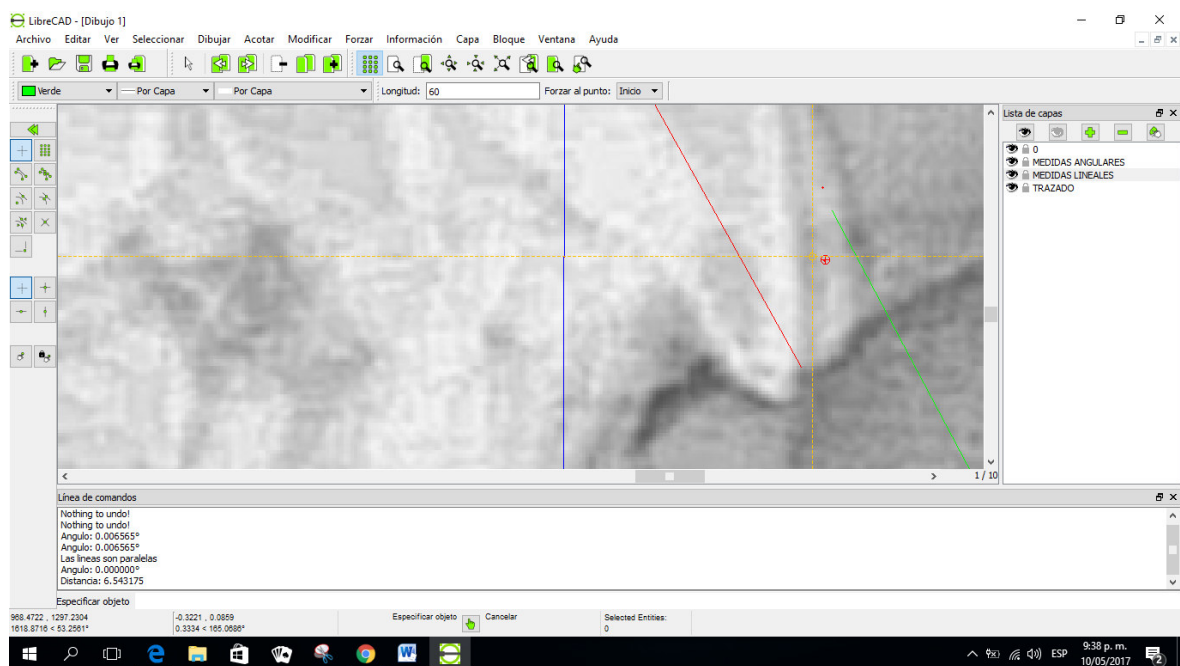 LibreCAD - [Dibujo 1]
Archivo Editar Ver Seleccionar Dibujar Acotar Modificar Forzar Información Capa Bloque Ventana Ayuda
Verde Por Capa Por Capa Longitud: 60 Forzar al punto: Inicio
Lista de capas
0
MEDIDAS ANGULARES
MEDIDAS LINEALES
TRAZADO
1 / 10
Línea de comandos
Nothing to undo!
Nothing to undo!
Angulo: 0.006565°
Angulo: 0.006565°
Las lineas son paralelas
Angulo: 0.000000°
Distancia: 6.543175
Especificar objeto
968.4722 , 1297.2304
1618.8716 < 53.2561°
-0.3221 , 0.0859
0.3334 < 165.0686°
Especificar objeto Cancelar
Selected Entities:
0
ESP
9:38 p. m.
10/05/2017
2